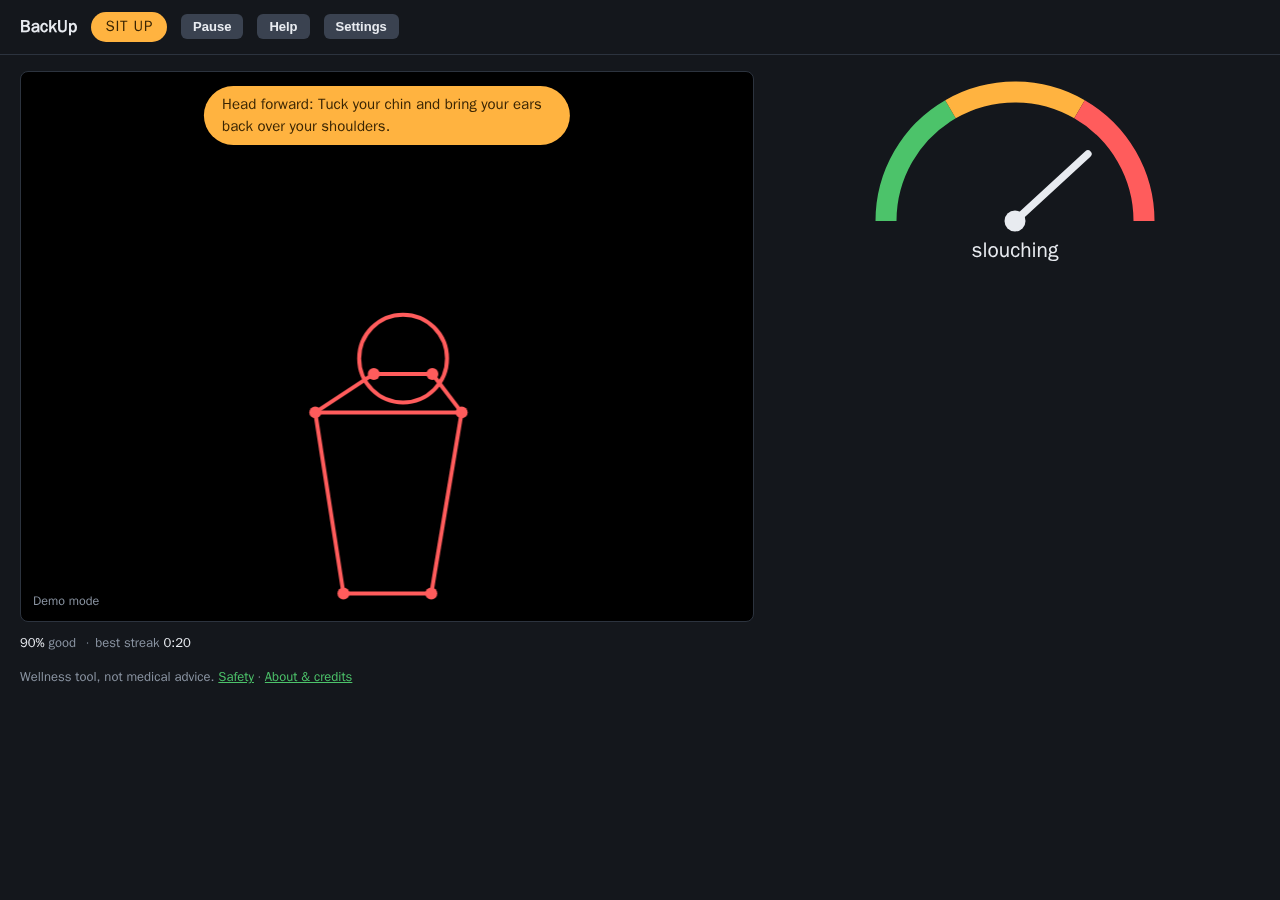 BackUp SIT UP Pause Help Settings
Head forward: Tuck your chin and bring your ears
back over your shoulders.
slouching
Demo mode
90% good · best streak 0:20
Wellness tool, not medical advice. Safety · About & credits